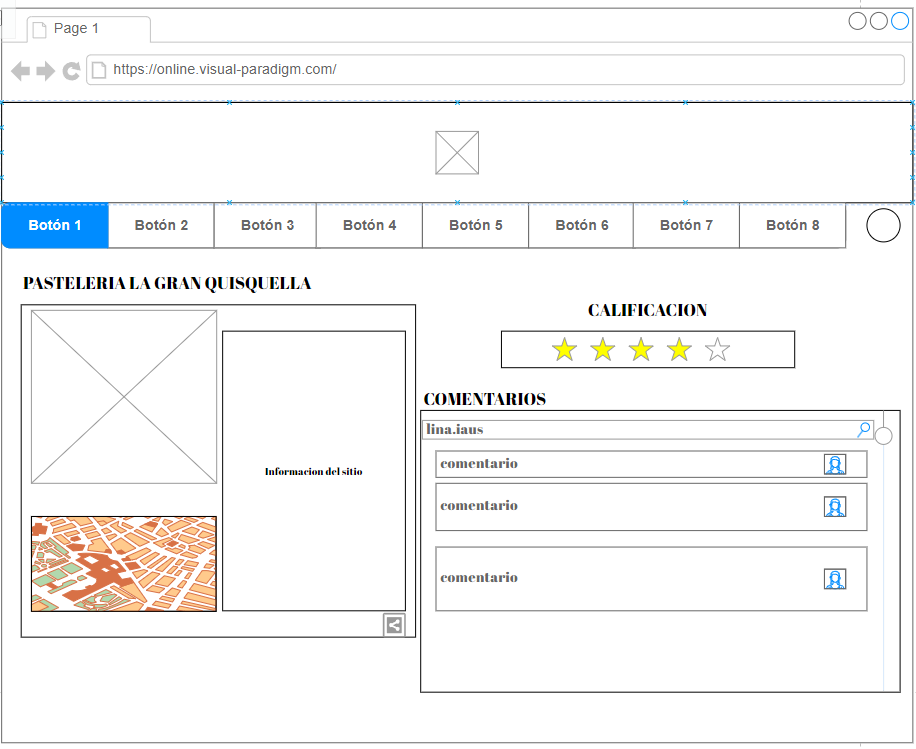 Page 1
https://online.visual-paradigm.com/
Botón 1 Botón 2 Botón 3 Botón 4 Botón 5 Botón 6 Botón 7 Botón 8
PASTELERIA LA GRAN QUISQUELLA
CALIFICACION
COMENTARIOS
lina.iaus
comentario
Informacion del sitio
comentario
comentario